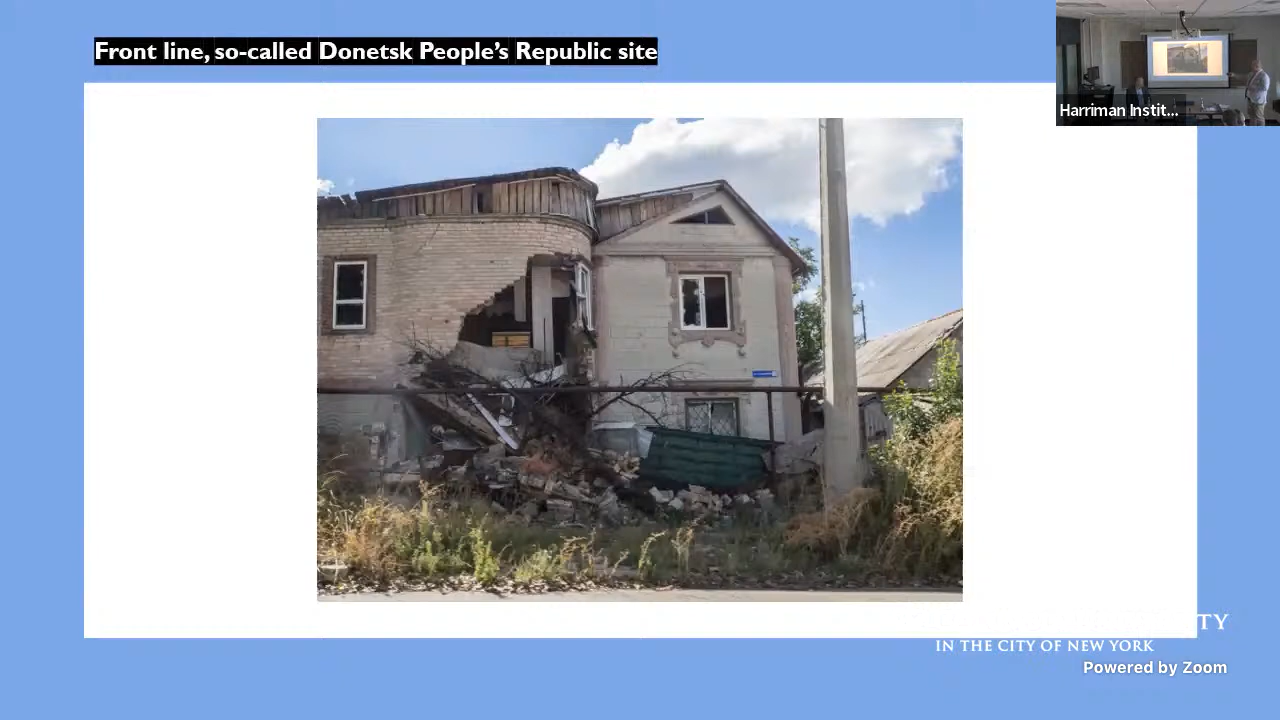 Front line, so-called Donetsk People's Republic site
Harriman Instit...
TY
IN THE CITY OF NEW YORK
Powered by Zoom